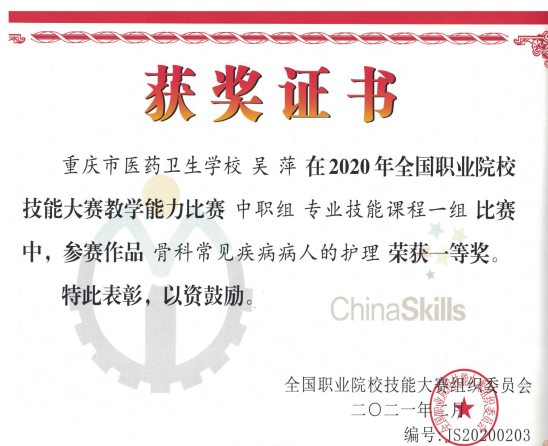 获奖证书
重庆市医药卫生学校 吴 萍 在2020年全国职业院校
技能大赛教学能力比赛 中职组 专业技能课程一组 比赛
中，参赛作品 骨科常见疾病病人的护理 荣获一等奖。
特此表彰，以资鼓励。
ChinaSkills
全国职业院校技能大赛组织委员会
二〇二一年二月
编号:JS20200203